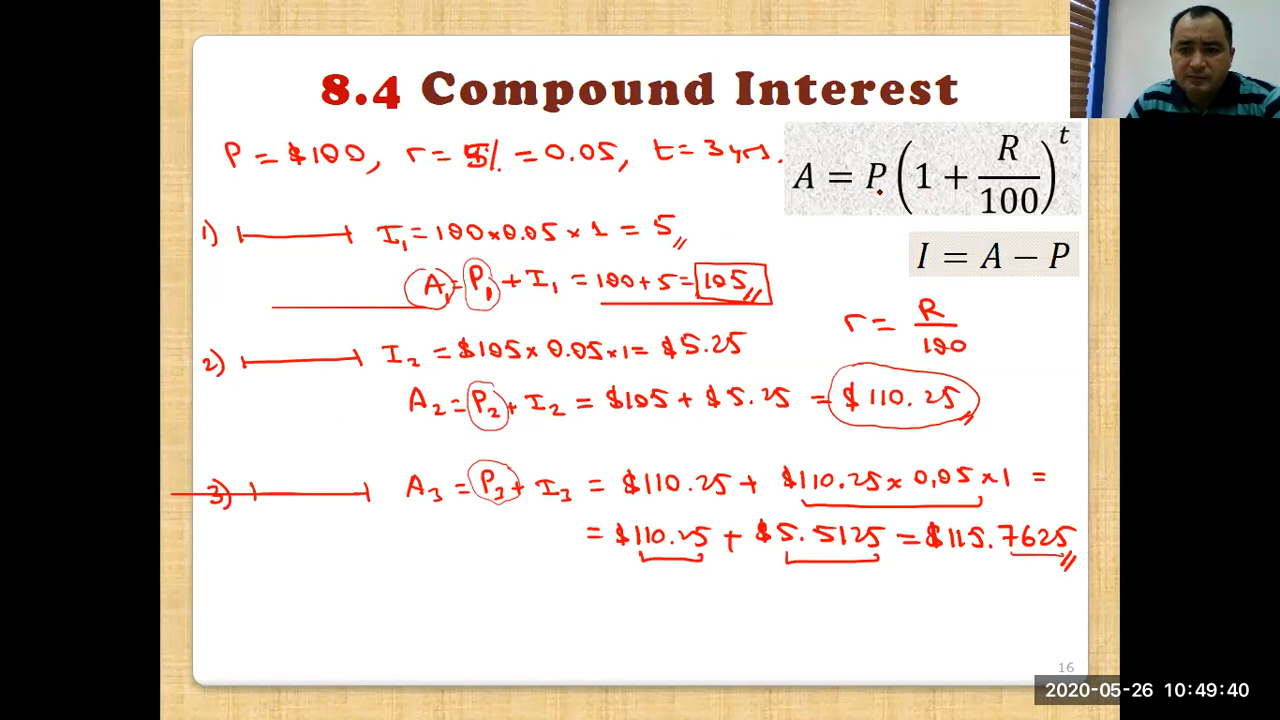 8.4 Compound Interest
P = $100, r = 5% = 0.05, t = 3 yrs.
A = P(1 + R/100)^t
I = A − P
r = R/100
1) I₁ = 100 × 0.05 × 1 = 5
A₁ = P₁ + I₁ = 100 + 5 = 105
2) I₂ = $105 × 0.05 × 1 = $5.25
A₂ = P₂ + I₂ = $105 + $5.25 = $110.25
3) A₃ = P₃ + I₃ = $110.25 + $110.25 × 0,05 × 1 =
= $110.25 + $5.5125 = $115.7625
16
2020-05-26 10:49:40